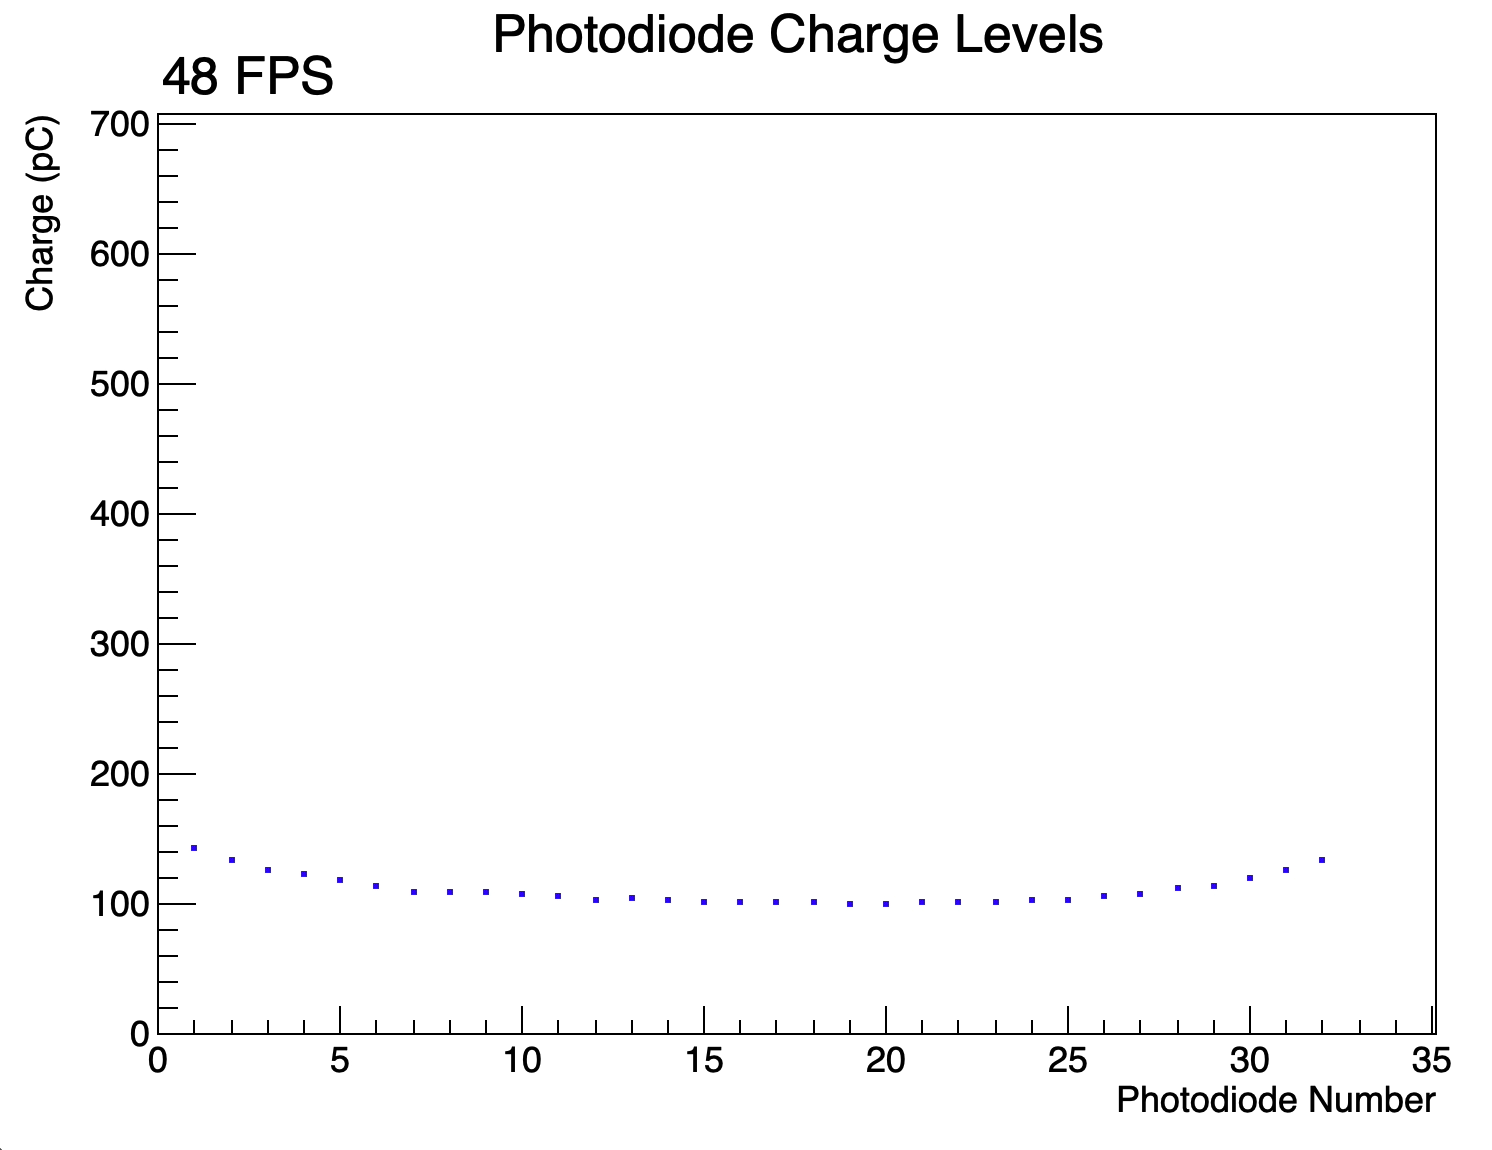 Photodiode Charge Levels
48 FPS
Charge (pC)
700
600
500
400
300
200
100
0
0 5 10 15 20 25 30 35
Photodiode Number